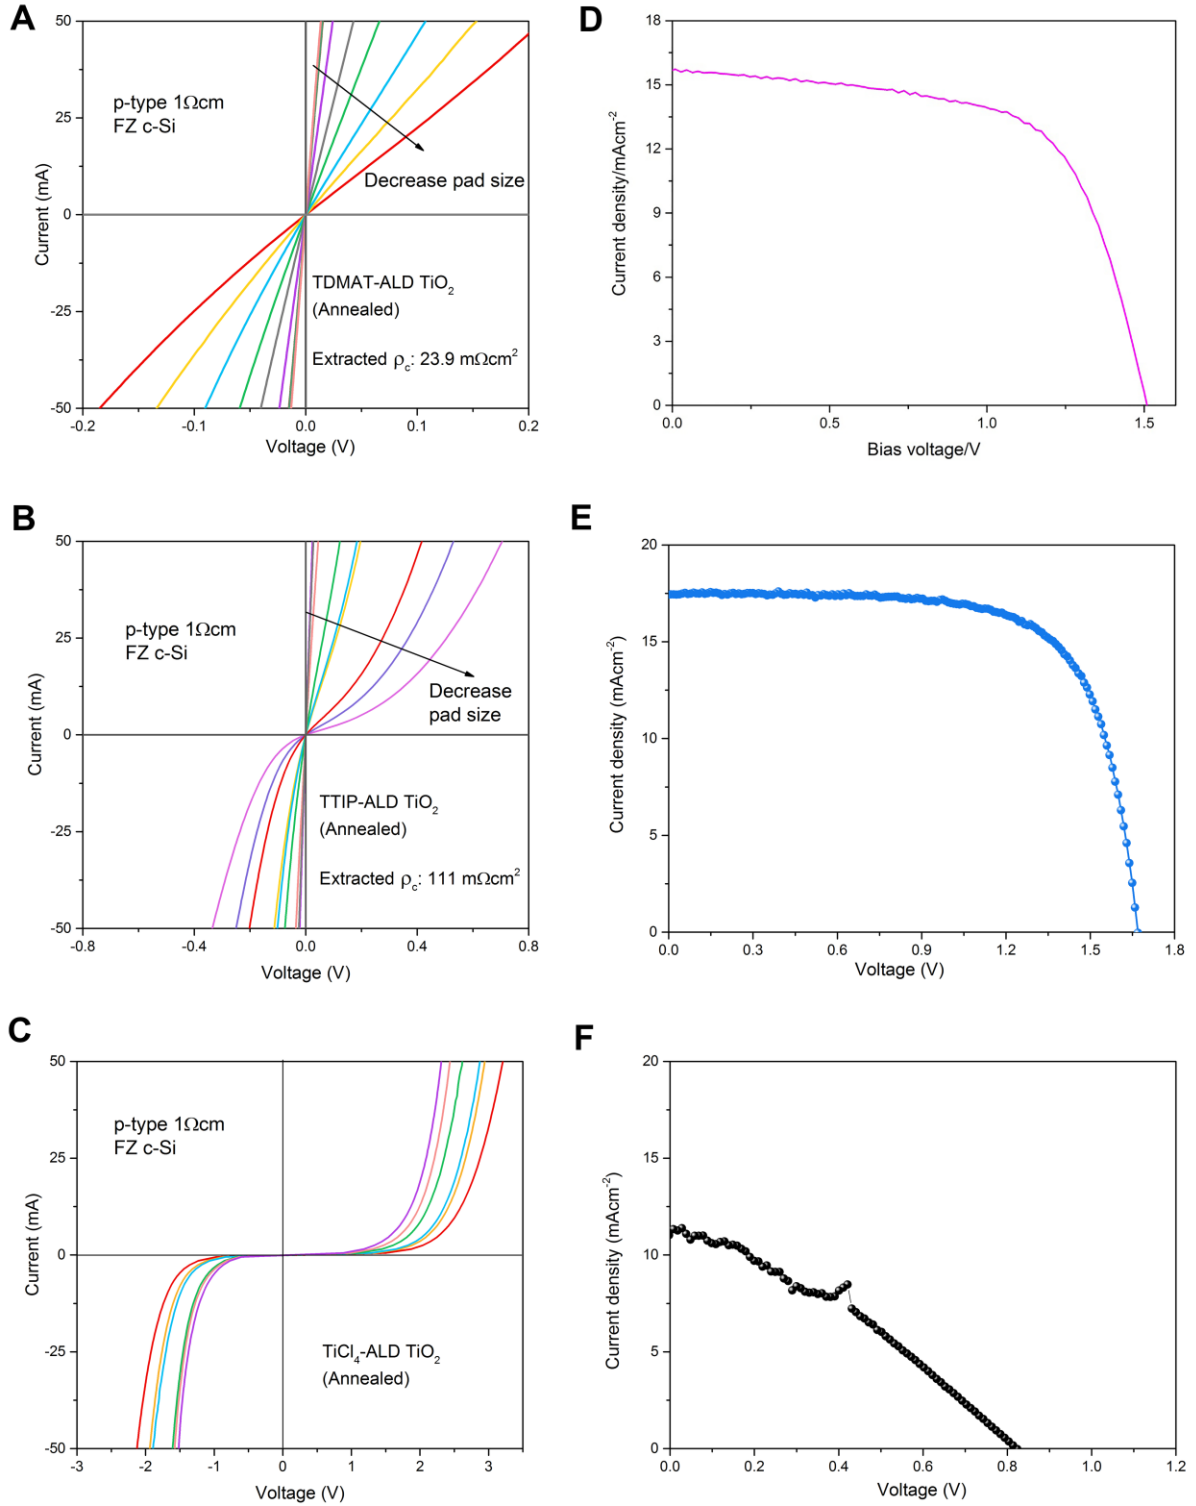 A
50
25
0
-25
-50
Current (mA)
p-type 1Ωcm
FZ c-Si
Decrease pad size
TDMAT-ALD TiO₂
(Annealed)
Extracted ρc: 23.9 mΩcm²
-0.2 -0.1 0.0 0.1 0.2
Voltage (V)
D
18
15
12
9
6
3
0
Current density/mAcm⁻²
0.0 0.5 1.0 1.5
Bias voltage/V
B
50
25
0
-25
-50
Current (mA)
p-type 1Ωcm
FZ c-Si
Decrease
pad size
TTIP-ALD TiO₂
(Annealed)
Extracted ρc: 111 mΩcm²
-0.8 -0.4 0.0 0.4 0.8
Voltage (V)
E
20
15
10
5
0
Current density (mAcm⁻²)
0.0 0.3 0.6 0.9 1.2 1.5 1.8
Voltage (V)
C
50
25
0
-25
-50
Current (mA)
p-type 1Ωcm
FZ c-Si
TiCl₄-ALD TiO₂
(Annealed)
-3 -2 -1 0 1 2 3
Voltage (V)
F
20
15
10
5
0
Current density (mAcm⁻²)
0.0 0.2 0.4 0.6 0.8 1.0 1.2
Voltage (V)